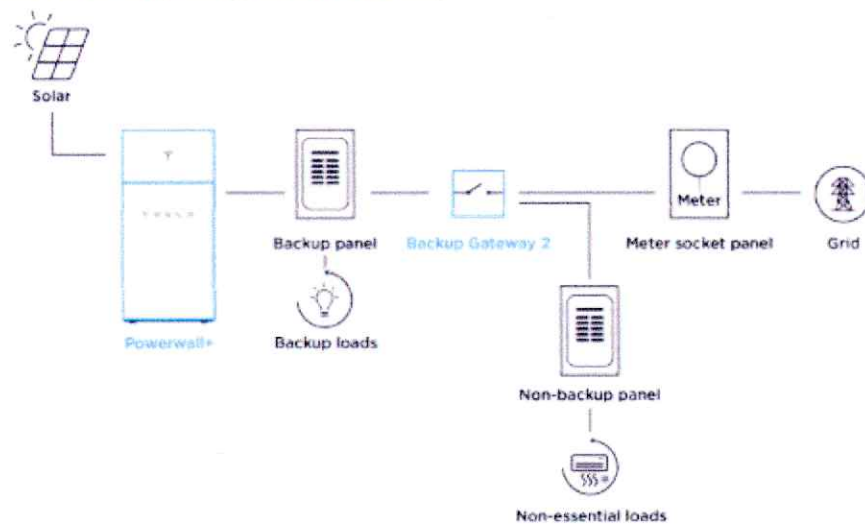 Solar
TESLA
Meter
Backup panel
Backup Gateway 2
Meter socket panel
Grid
Powerwall+
Backup loads
Non-backup panel
Non-essential loads